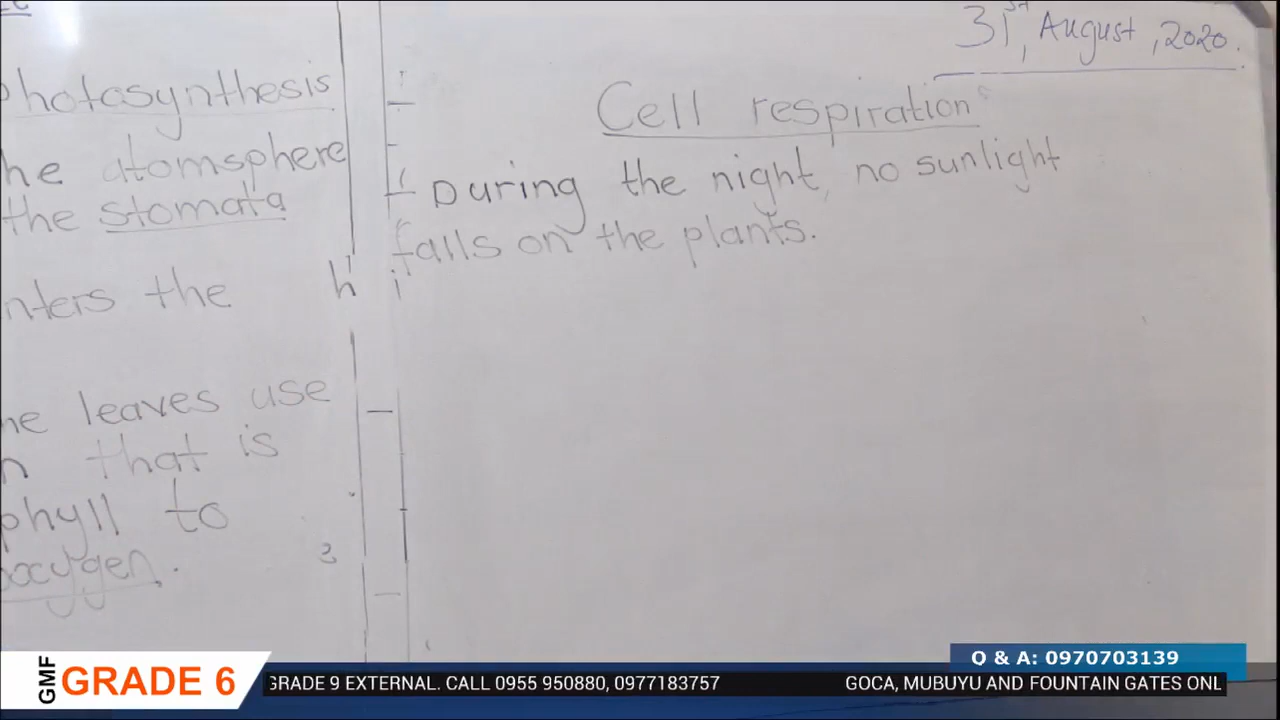 photosynthesis
he atomsphere
the stomata
nters the
leaves use
that is
phyll to
oxygen.
h i
3
31st, August, 2020.
Cell respiration
During the night, no sunlight
falls on the plants.
Q & A: 0970703139
GMF GRADE 6
GRADE 9 EXTERNAL. CALL 0955 950880, 0977183757 GOCA, MUBUYU AND FOUNTAIN GATES ONL